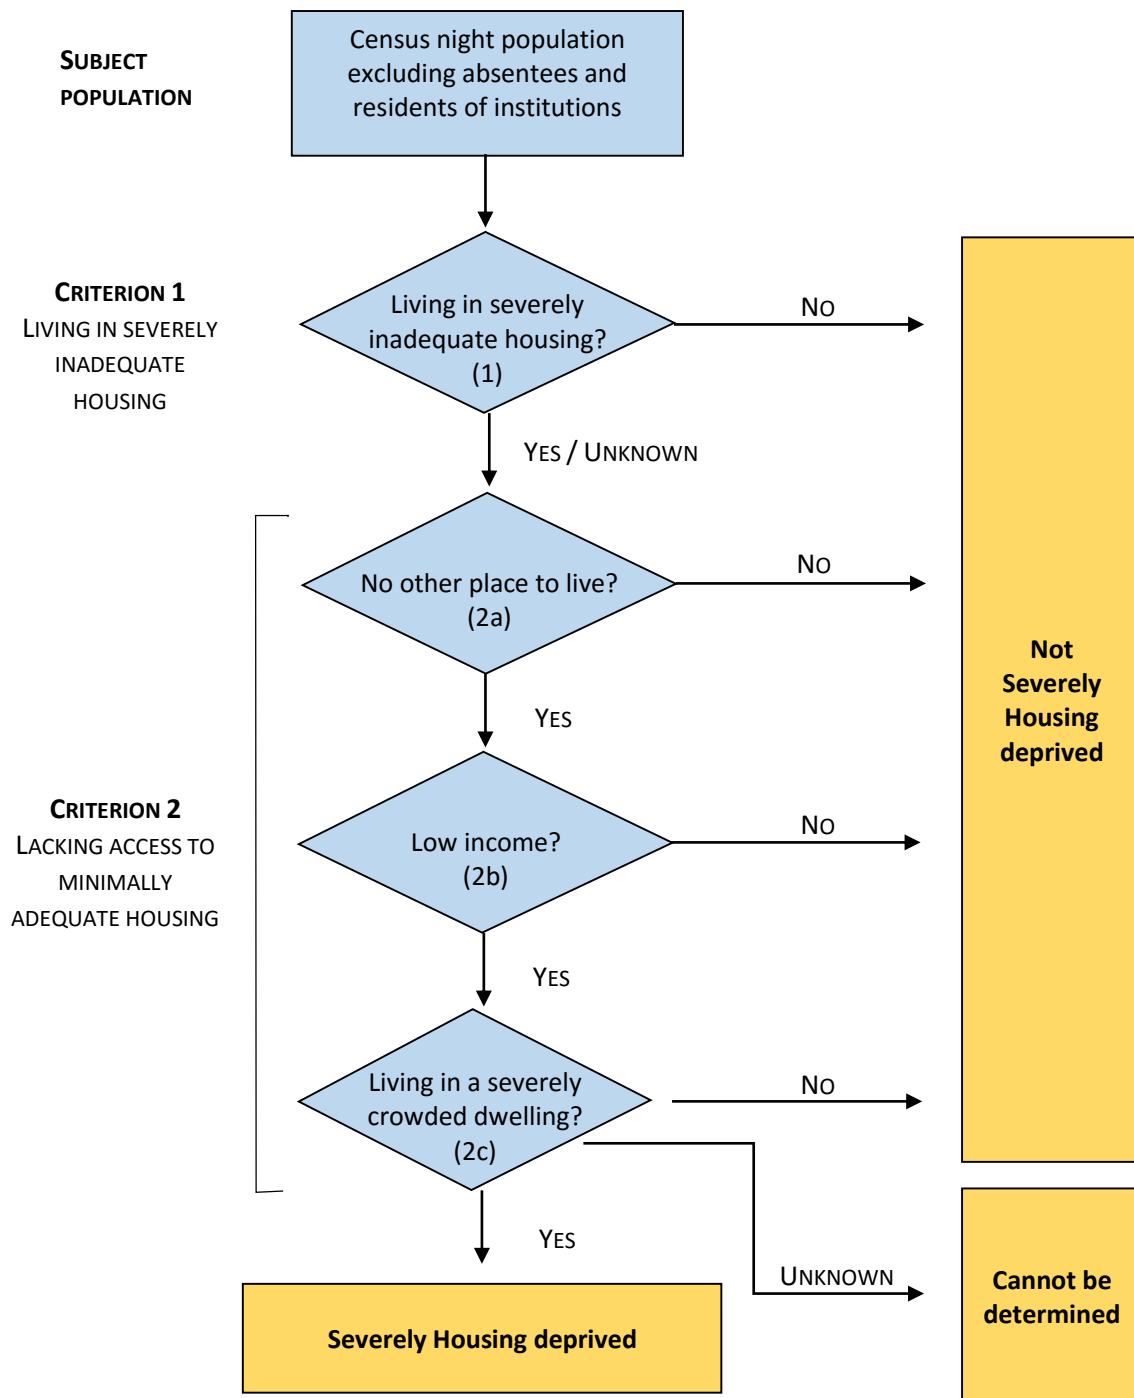 SUBJECT
POPULATION
Census night population
excluding absentees and
residents of institutions
CRITERION 1
LIVING IN SEVERELY
INADEQUATE
HOUSING
Living in severely
inadequate housing?
(1)
NO
YES / UNKNOWN
No other place to live?
(2a)
NO
YES
CRITERION 2
LACKING ACCESS TO
MINIMALLY
ADEQUATE HOUSING
Low income?
(2b)
NO
YES
Living in a severely
crowded dwelling?
(2c)
NO
YES
UNKNOWN
Not
Severely
Housing
deprived
Severely Housing deprived
Cannot be
determined